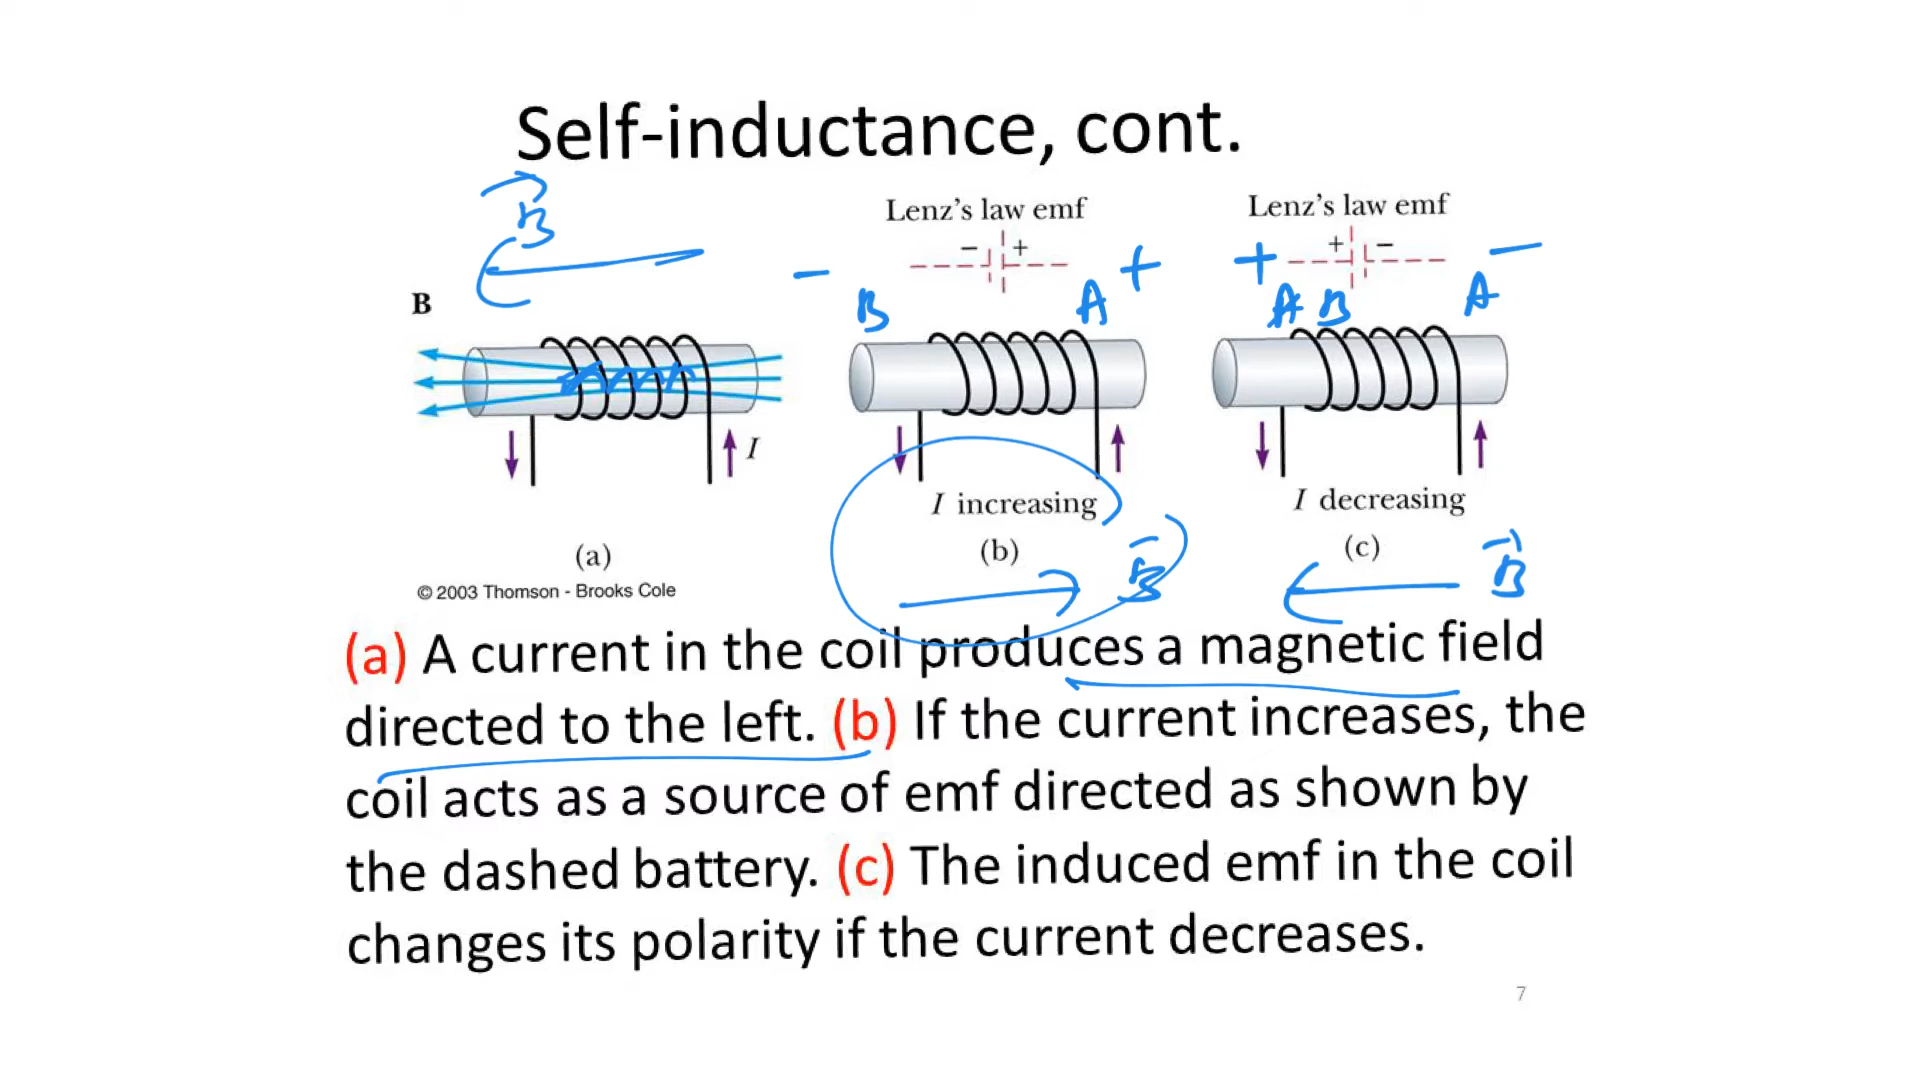 Self-inductance, cont.
B
Lenz's law emf
Lenz's law emf
− +
+ −
− +
+ −
B
B A
A B A
I
I increasing
I decreasing
(a)
(b)
(c)
B
B
© 2003 Thomson - Brooks Cole
(a) A current in the coil produces a magnetic field
directed to the left. (b) If the current increases, the
coil acts as a source of emf directed as shown by
the dashed battery. (c) The induced emf in the coil
changes its polarity if the current decreases.
7